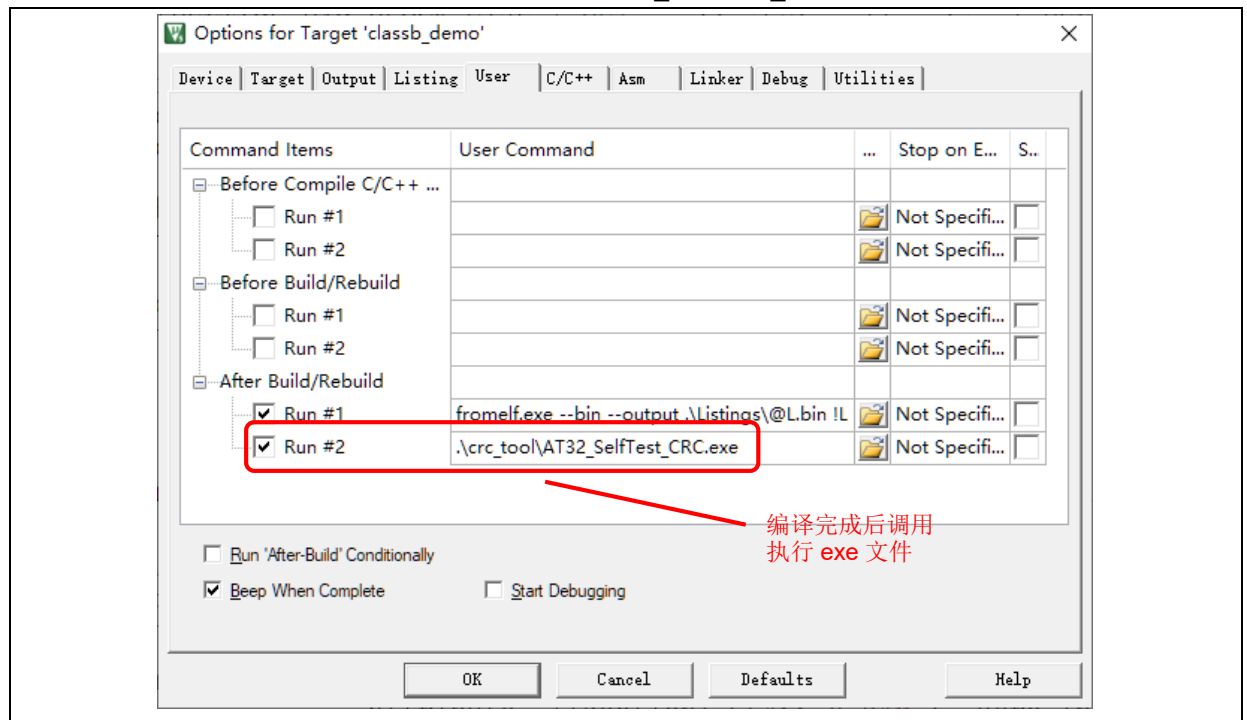 Options for Target 'classb_demo'
Device Target Output Listing User C/C++ Asm Linker Debug Utilities
Command Items User Command ... Stop on E... S..
Before Compile C/C++ ...
Run #1 Not Specifi...
Run #2 Not Specifi...
Before Build/Rebuild
Run #1 Not Specifi...
Run #2 Not Specifi...
After Build/Rebuild
Run #1 fromelf.exe --bin --output .\Listings\@L.bin !L Not Specifi...
Run #2 .\crc_tool\AT32_SelfTest_CRC.exe Not Specifi...
编译完成后调用
执行 exe 文件
Run 'After-Build' Conditionally
Beep When Complete Start Debugging
OK Cancel Defaults Help